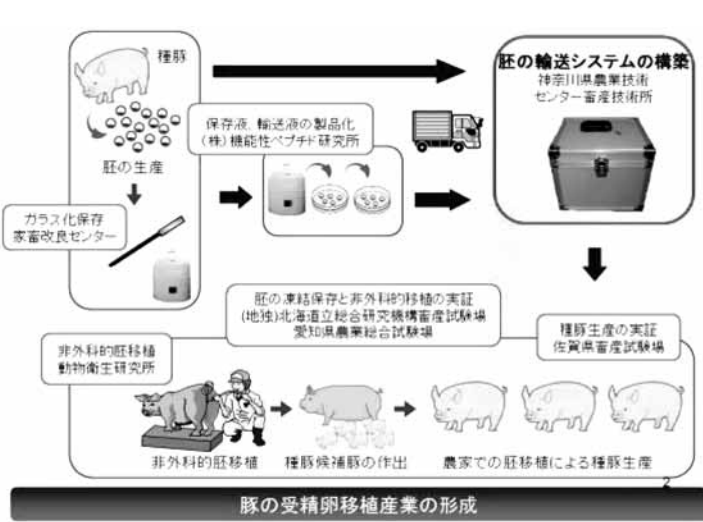 種豚
胚の生産
ガラス化保存
家畜改良センター
保存液、輸送液の製品化
(株)機能性ペプチド研究所
胚の輸送システムの構築
神奈川県農業技術
センター畜産技術所
胚の凍結保存と非外科的移植の実証
(地独)北海道立総合研究機構畜産試験場
愛知県農業総合試験場
種豚生産の実証
佐賀県畜産試験場
非外科的胚移植
動物衛生研究所
非外科的胚移植
種豚候補豚の作出
農家での胚移植による種豚生産
2
豚の受精卵移植産業の形成